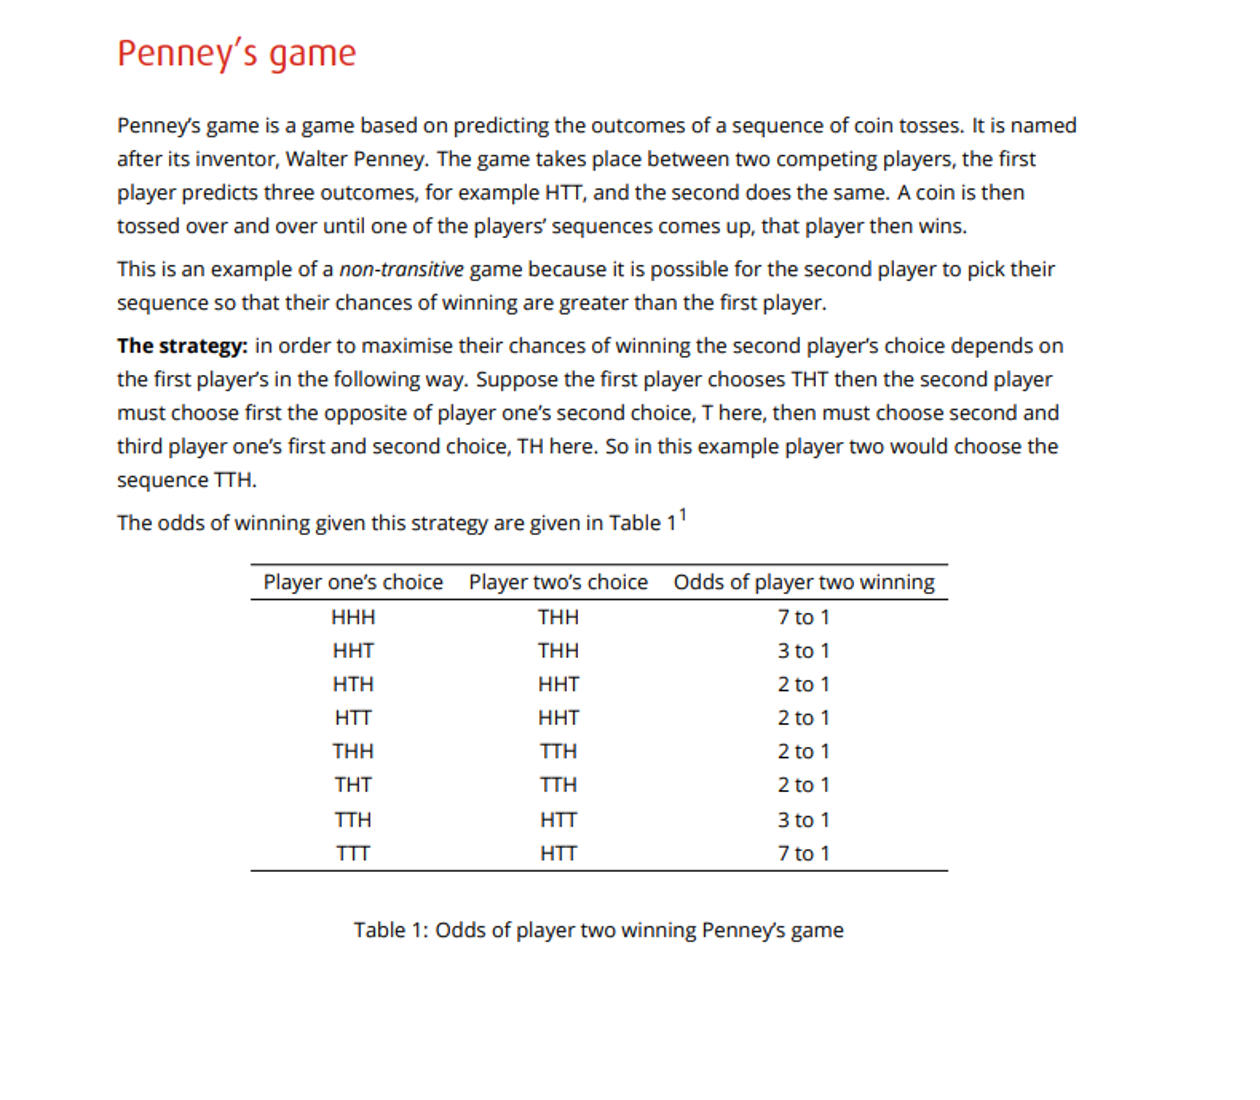 Penney's game
Penney's game is a game based on predicting the outcomes of a sequence of coin tosses. It is named
after its inventor, Walter Penney. The game takes place between two competing players, the first
player predicts three outcomes, for example HTT, and the second does the same. A coin is then
tossed over and over until one of the players' sequences comes up, that player then wins.
This is an example of a non-transitive game because it is possible for the second player to pick their
sequence so that their chances of winning are greater than the first player.
The strategy: in order to maximise their chances of winning the second player's choice depends on
the first player's in the following way. Suppose the first player chooses THT then the second player
must choose first the opposite of player one's second choice, T here, then must choose second and
third player one's first and second choice, TH here. So in this example player two would choose the
sequence TTH.
The odds of winning given this strategy are given in Table 1¹
Player one's choice Player two's choice Odds of player two winning
HHH THH 7 to 1
HHT THH 3 to 1
HTH HHT 2 to 1
HTT HHT 2 to 1
THH TTH 2 to 1
THT TTH 2 to 1
TTH HTT 3 to 1
TTT HTT 7 to 1
Table 1: Odds of player two winning Penney's game